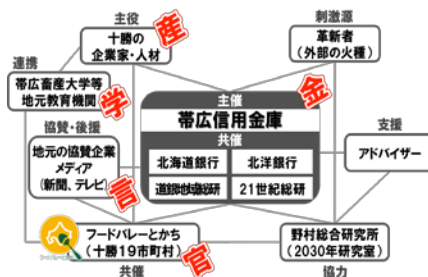 主役
十勝の
企業家・人材
産
刺激源
革新者
(外部の火種)
連携
帯広畜産大学等
地元教育機関
学
主催
帯広信用金庫
金
共催
北海道銀行
北洋銀行
21世紀総研
協賛・後援
地元の協賛企業
メディア
(新聞、テレビ)
言
支援
アドバイザー
フードバレーとかち
(十勝19市町村)
官
共催
野村総合研究所
(2030年研究室)
協力